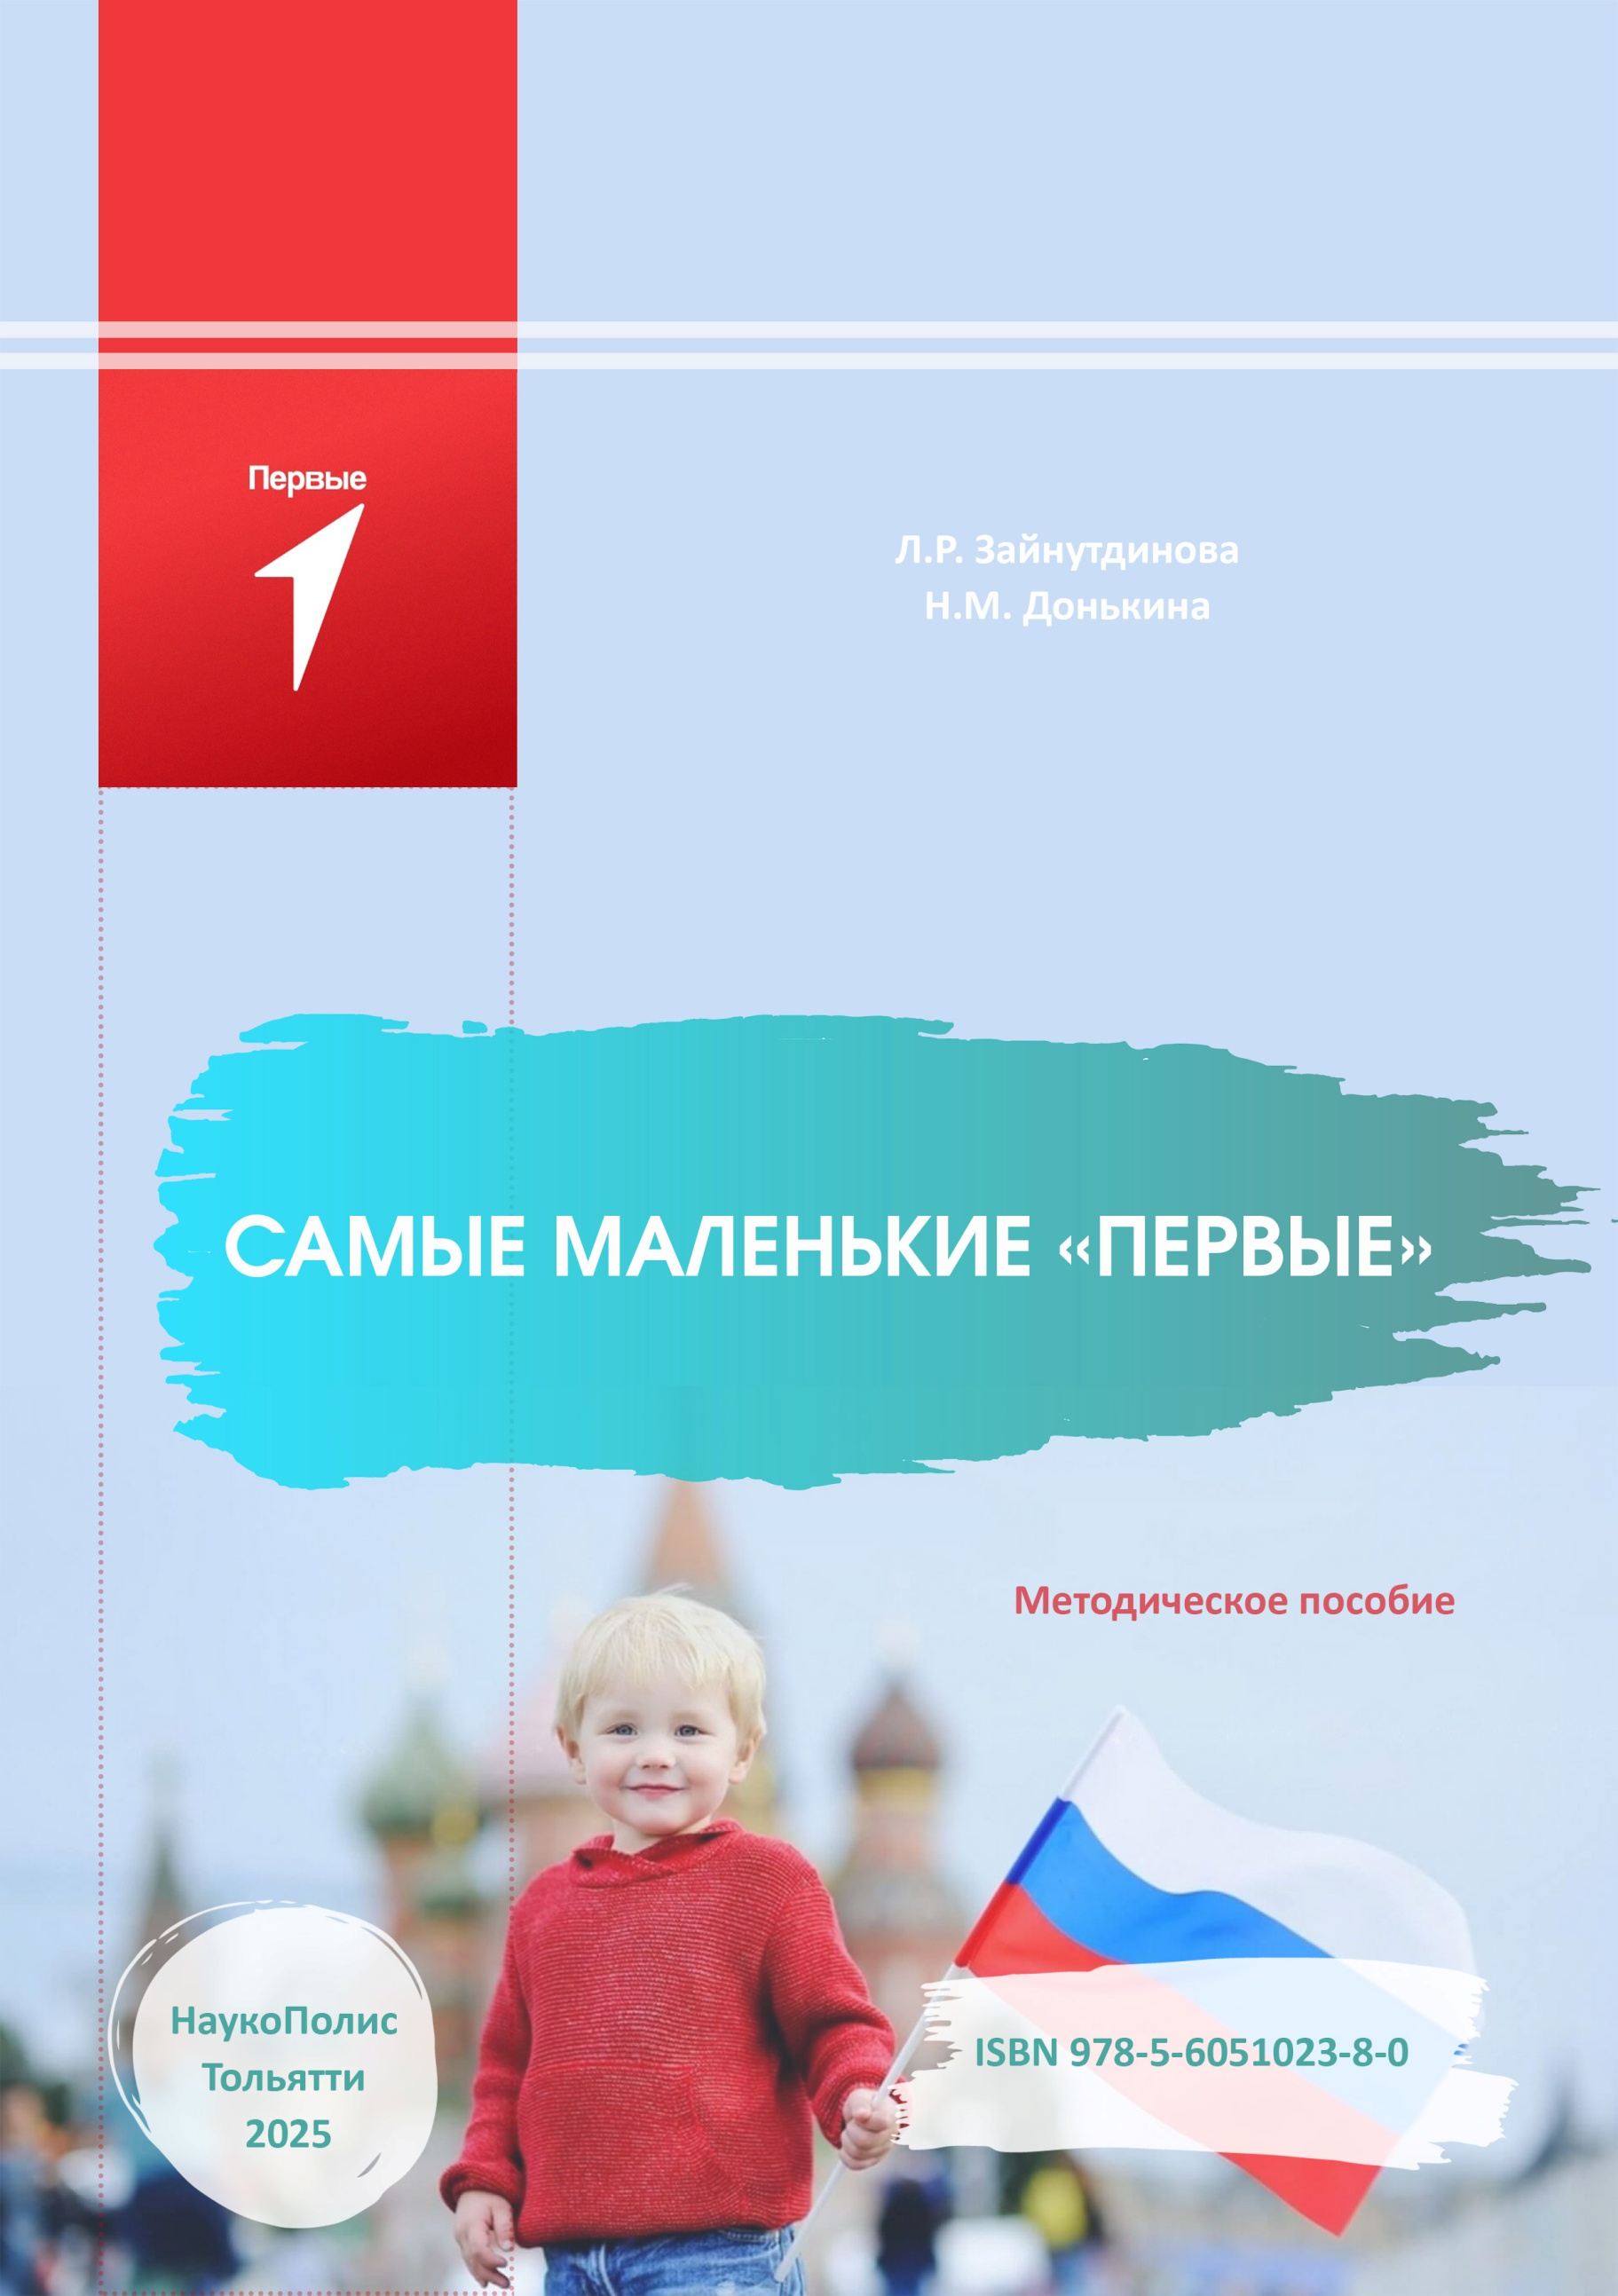 Первые
Л.Р. Зайнутдинова
Н.М. Донькина
САМЫЕ МАЛЕНЬКИЕ «ПЕРВЫЕ»
Методическое пособие
НаукоПолис
Тольятти
2025
ISBN 978-5-6051023-8-0